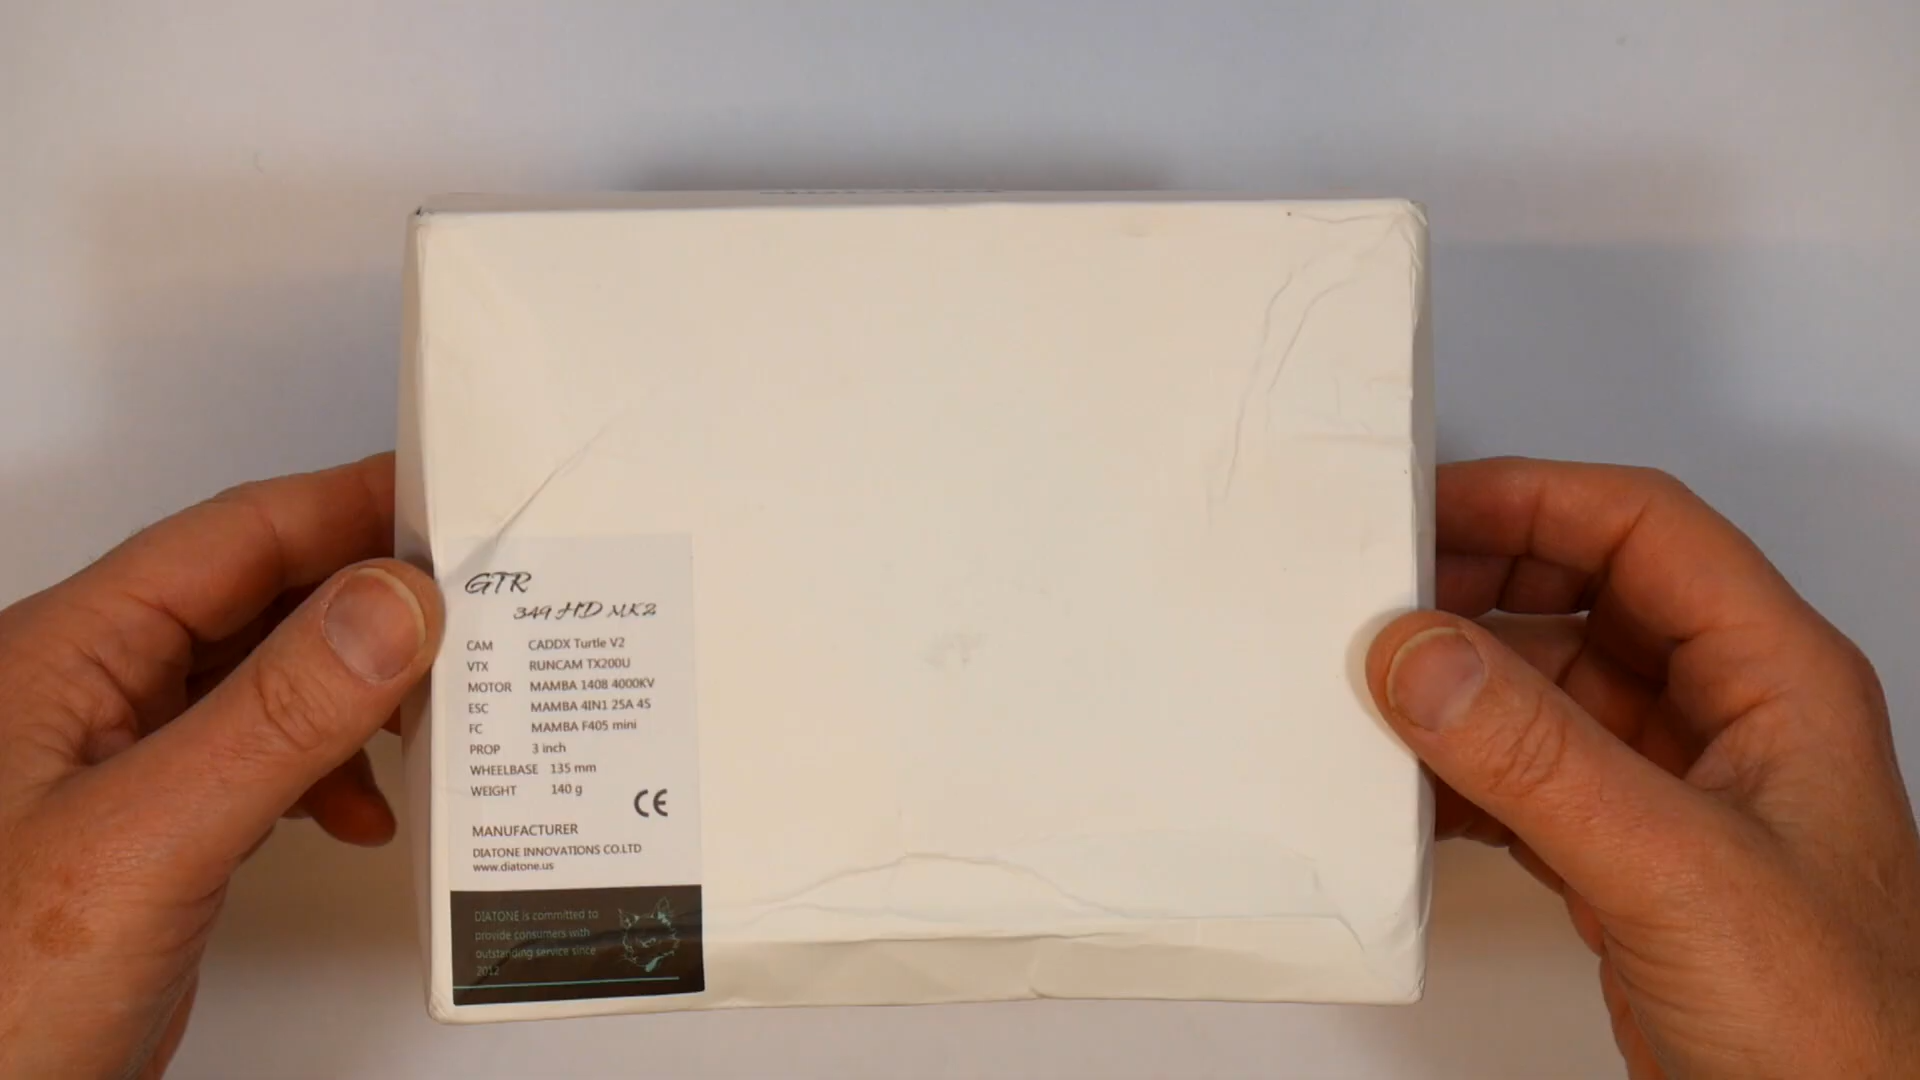 GTR
349 HD MK2
CAM CADDX Turtle V2
VTX RUNCAM TX200U
MOTOR MAMBA 1408 4000KV
ESC MAMBA 4IN1 25A 4S
FC MAMBA F405 mini
PROP 3 inch
WHEELBASE 135 mm
WEIGHT 140 g
CE
MANUFACTURER
DIATONE INNOVATIONS CO.LTD
www.diatone.us
DIATONE is committed to
provide consumers with
outstanding service since
2012